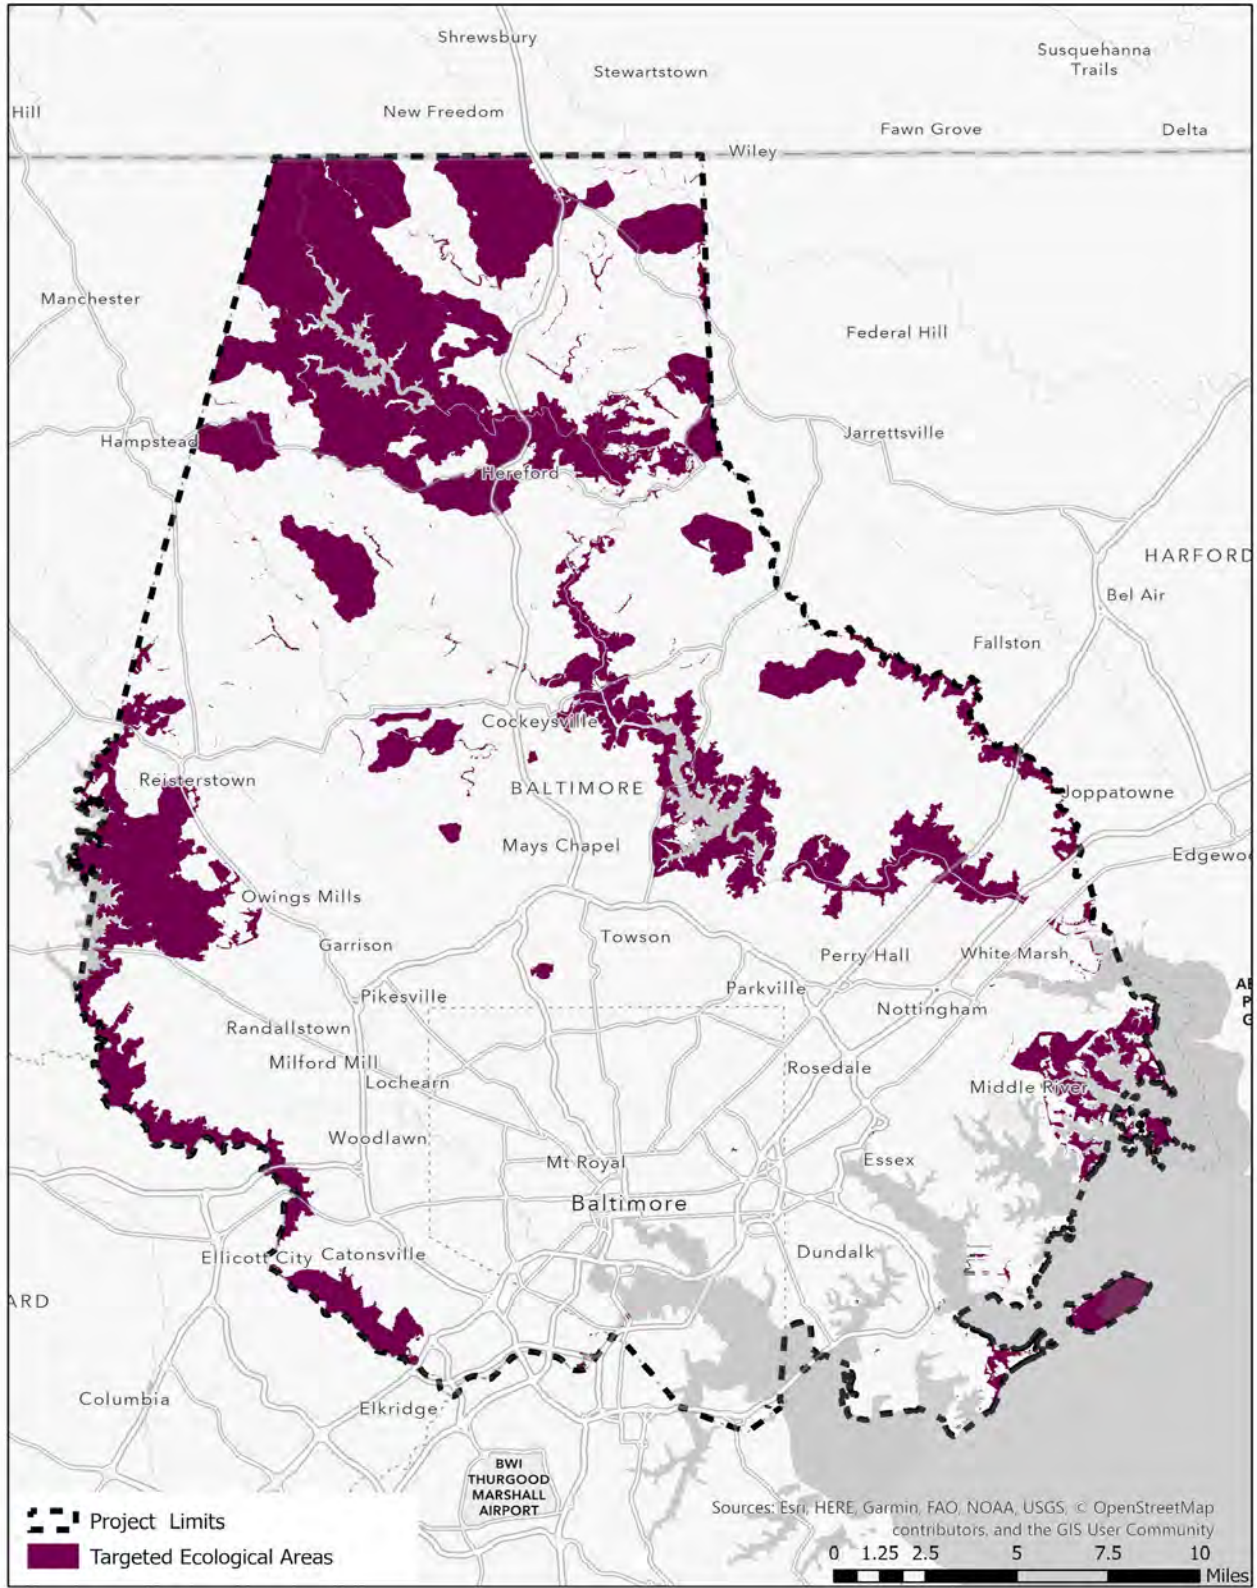 Shrewsbury
Susquehanna
Trails
Stewartstown
Hill
New Freedom
Fawn Grove
Delta
Wiley
Manchester
Federal Hill
Hampstead
Jarrettsville
Hereford
HARFORD
Bel Air
Fallston
Cockeysville
Reisterstown
BALTIMORE
Joppatowne
Mays Chapel
Edgewoo
Owings Mills
Garrison
Towson
Perry Hall
White Marsh
Pikesville
Parkville
AB
P
G
Nottingham
Randallstown
Milford Mill
Rosedale
Lochearn
Middle River
Woodlawn
Mt Royal
Essex
Baltimore
Ellicott City
Catonsville
Dundalk
ARD
Columbia
Elkridge
BWI
THURGOOD
MARSHALL
AIRPORT
Project Limits
Targeted Ecological Areas
Sources: Esri, HERE, Garmin, FAO, NOAA, USGS, © OpenStreetMap
contributors, and the GIS User Community
0 1.25 2.5 5 7.5 10
Miles